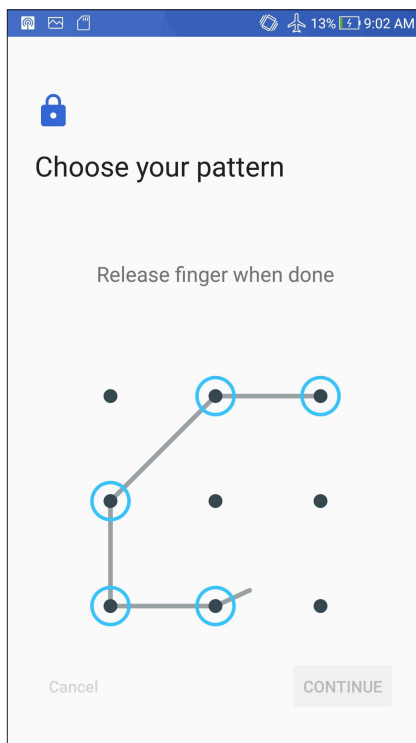 13% 9:02 AM
Choose your pattern
Release finger when done
Cancel
CONTINUE